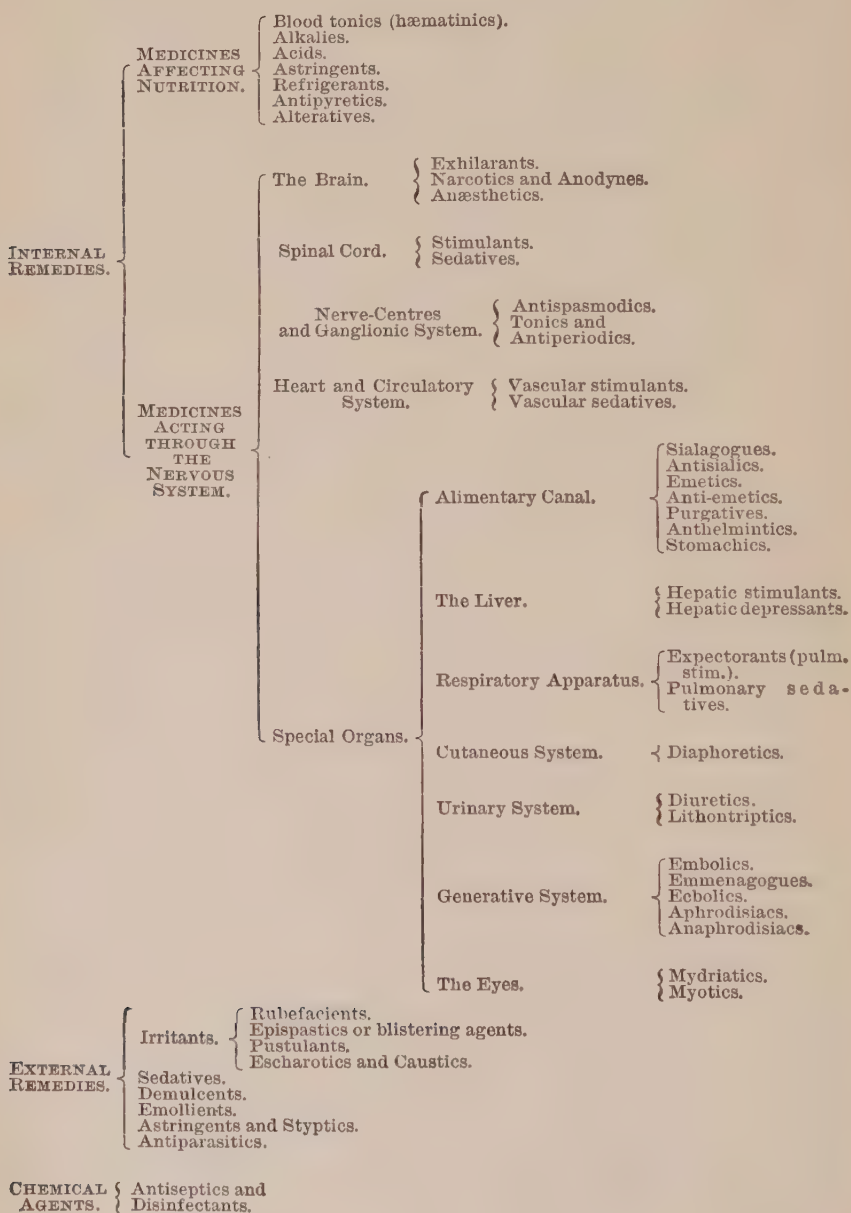 INTERNAL
REMEDIES.
MEDICINES
AFFECTING
NUTRITION.
Blood tonics (hæmatinics).
Alkalies.
Acids.
Astringents.
Refrigerants.
Antipyretics.
Alteratives.
MEDICINES
ACTING
THROUGH
THE
NERVOUS
SYSTEM.
The Brain.
Exhilarants.
Narcotics and Anodynes.
Anæsthetics.
Spinal Cord.
Stimulants.
Sedatives.
Nerve-Centres
and Ganglionic System.
Antispasmodics.
Tonics and
Antiperiodics.
Heart and Circulatory
System.
Vascular stimulants.
Vascular sedatives.
Special Organs.
Alimentary Canal.
Sialagogues.
Antisialics.
Emetics.
Anti-emetics.
Purgatives.
Anthelmintics.
Stomachics.
The Liver.
Hepatic stimulants.
Hepatic depressants.
Respiratory Apparatus.
Expectorants (pulm.
stim.).
Pulmonary seda-
tives.
Cutaneous System.
Diaphoretics.
Urinary System.
Diuretics.
Lithontriptics.
Generative System.
Embolics.
Emmenagogues.
Ecbolics.
Aphrodisiacs.
Anaphrodisiacs.
The Eyes.
Mydriatics.
Myotics.
EXTERNAL
REMEDIES.
Irritants.
Rubefacients.
Epispastics or blistering agents.
Pustulants.
Escharotics and Caustics.
Sedatives.
Demulcents.
Emollients.
Astringents and Styptics.
Antiparasitics.
CHEMICAL
AGENTS.
Antiseptics and
Disinfectants.